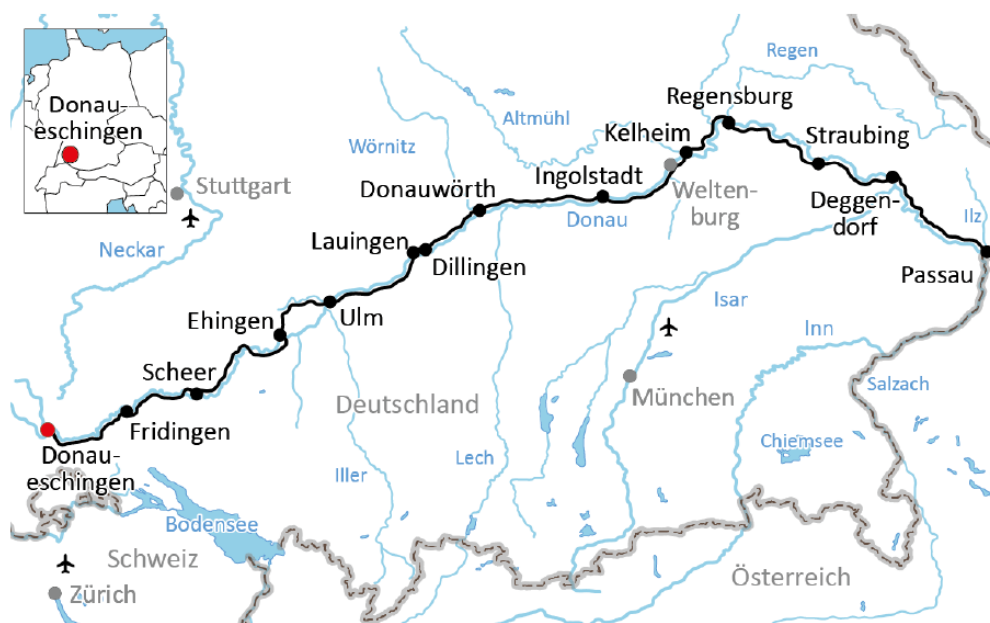 Donau-
eschingen
Regen
Regensburg
Altmühl
Kelheim
Straubing
Wörnitz
Stuttgart
Donauwörth
Ingolstadt
Welten-
burg
Donau
Deggen-
dorf
Ilz
Neckar
Lauingen
Dillingen
Passau
Ehingen
Ulm
Isar
Inn
Scheer
Deutschland
München
Salzach
Fridingen
Donau-
eschingen
Iller
Lech
Chiemsee
Bodensee
Schweiz
Österreich
Zürich